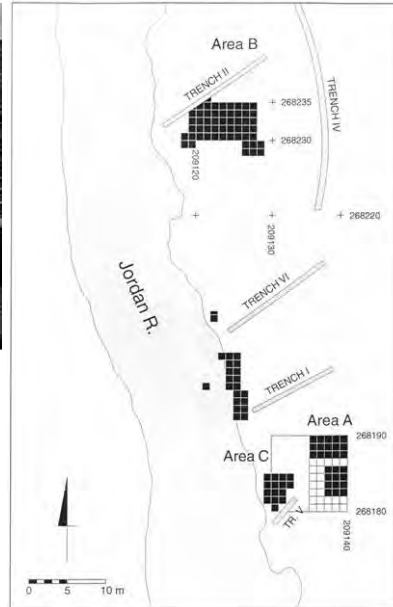 Area B
TRENCH II
TRENCH IV
268235
268230
209120
268220
209130
Jordan R.
TRENCH VI
TRENCH I
Area A
268190
Area C
TR. V
268180
209140
0 5 10 m